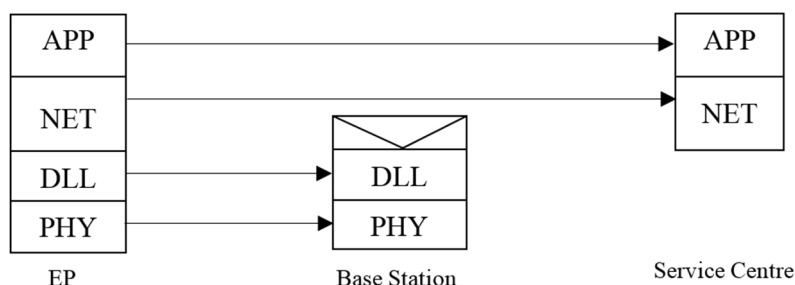 APP
NET
DLL
PHY
EP
DLL
PHY
Base Station
APP
NET
Service Centre